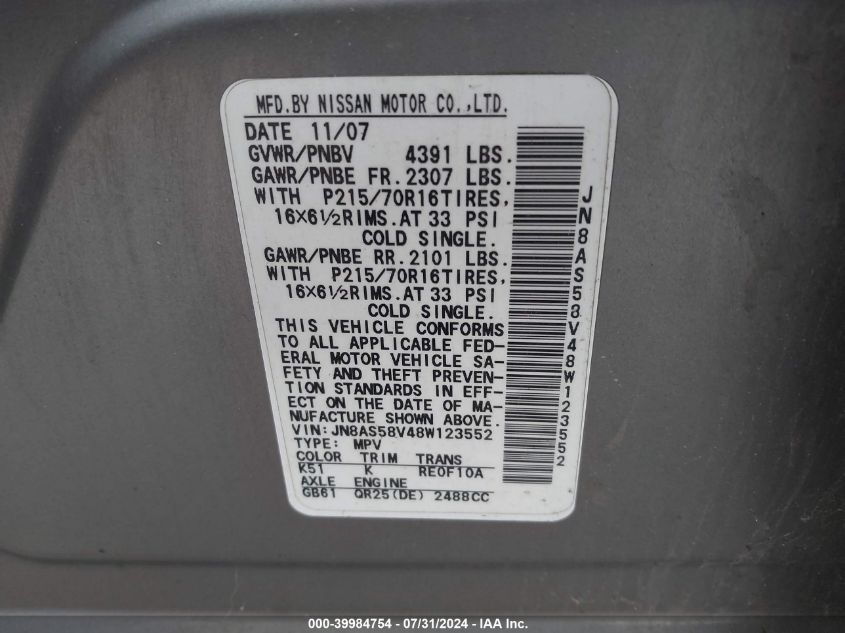 MFD.BY NISSAN MOTOR CO.,LTD.
DATE 11/07
GVWR/PNBV 4391 LBS.
GAWR/PNBE FR.2307 LBS.
WITH P215/70R16TIRES,
16X6½RIMS.AT 33 PSI
COLD SINGLE.
GAWR/PNBE RR.2101 LBS.
WITH P215/70R16TIRES,
16X6½RIMS.AT 33 PSI
COLD SINGLE.
THIS VEHICLE CONFORMS
TO ALL APPLICABLE FED-
ERAL MOTOR VEHICLE SA-
FETY AND THEFT PREVEN-
TION STANDARDS IN EFF-
ECT ON THE DATE OF MA-
NUFACTURE SHOWN ABOVE.
VIN:JN8AS58V48W123552
TYPE: MPV
COLOR TRIM TRANS
K51 K RE0F10A
AXLE ENGINE
GB61 QR25(DE) 2488CC
JN8AS58V48W123552
000-39984754 - 07/31/2024 - IAA Inc.